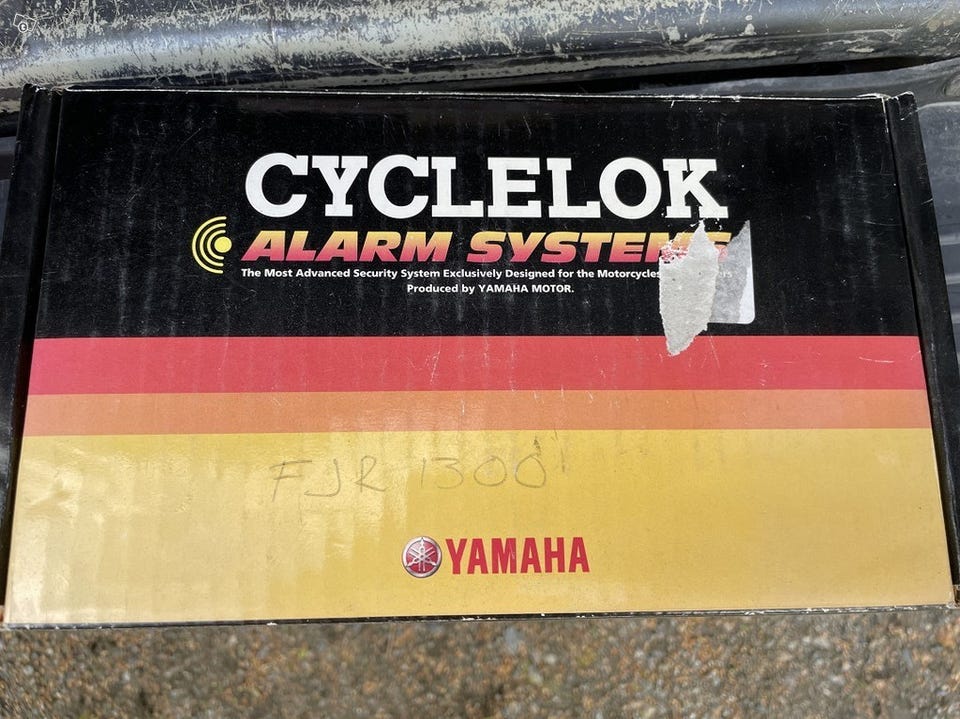 CYCLELOK
ALARM SYSTEMS
The Most Advanced Security System Exclusively Designed for the Motorcycles
Produced by YAMAHA MOTOR.
FJR 1300
YAMAHA